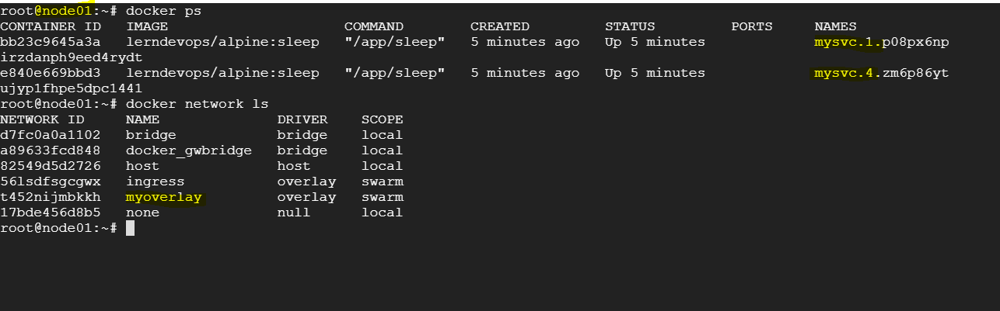 root@node01:~# docker ps
CONTAINER ID   IMAGE                     COMMAND        CREATED         STATUS         PORTS     NAMES
bb23c9645a3a   lerndevops/alpine:sleep   "/app/sleep"   5 minutes ago   Up 5 minutes             mysvc.1.p08px6np
irzdanph9eed4rydt
e840e669bbd3   lerndevops/alpine:sleep   "/app/sleep"   5 minutes ago   Up 5 minutes             mysvc.4.zm6p86yt
ujyp1fhpe5dpc1441
root@node01:~# docker network ls
NETWORK ID     NAME              DRIVER    SCOPE
d7fc0a0a1102   bridge            bridge    local
a89633fcd848   docker_gwbridge   bridge    local
82549d5d2726   host              host      local
56lsdfsgcgwx   ingress           overlay   swarm
t452nijmbkkh   myoverlay         overlay   swarm
17bde456d8b5   none              null      local
root@node01:~#